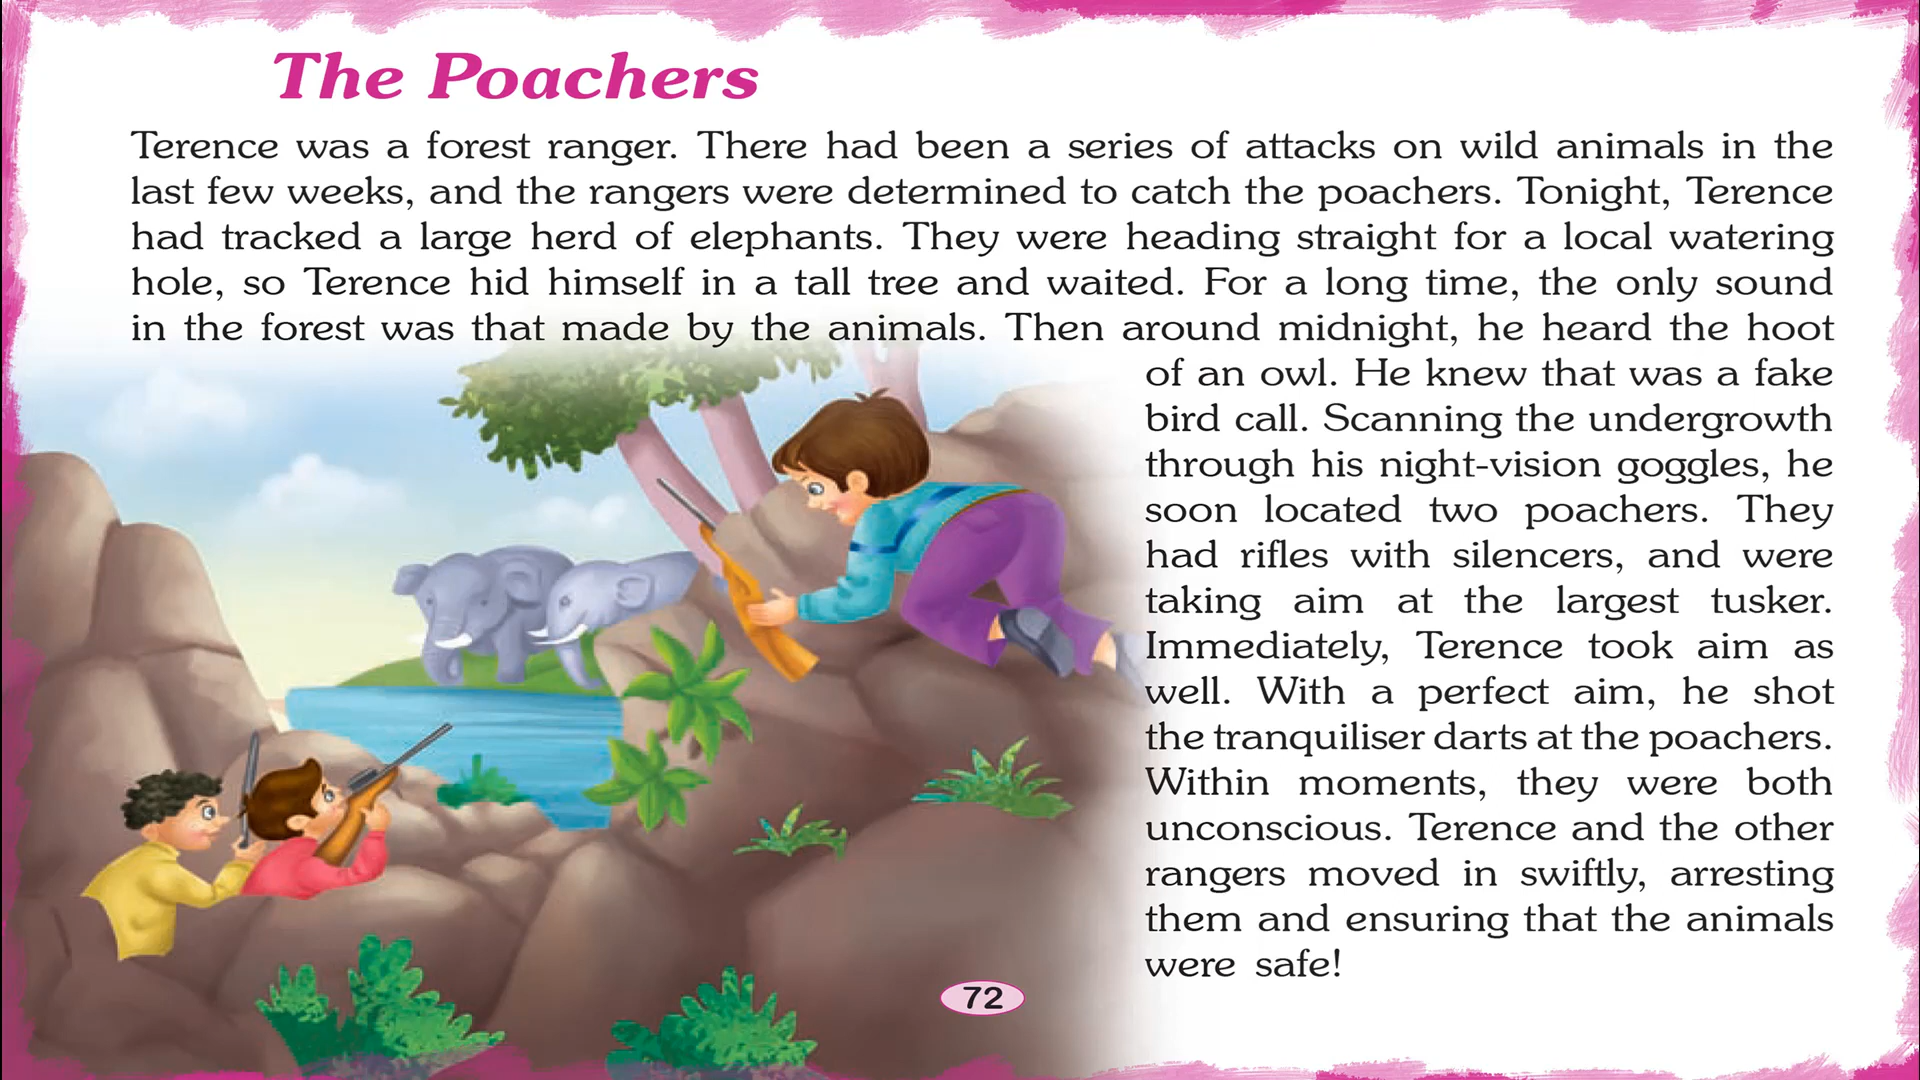 The Poachers
Terence was a forest ranger. There had been a series of attacks on wild animals in the
last few weeks, and the rangers were determined to catch the poachers. Tonight, Terence
had tracked a large herd of elephants. They were heading straight for a local watering
hole, so Terence hid himself in a tall tree and waited. For a long time, the only sound
in the forest was that made by the animals. Then around midnight, he heard the hoot
of an owl. He knew that was a fake
bird call. Scanning the undergrowth
through his night-vision goggles, he
soon located two poachers. They
had rifles with silencers, and were
taking aim at the largest tusker.
Immediately, Terence took aim as
well. With a perfect aim, he shot
the tranquiliser darts at the poachers.
Within moments, they were both
unconscious. Terence and the other
rangers moved in swiftly, arresting
them and ensuring that the animals
were safe!
72